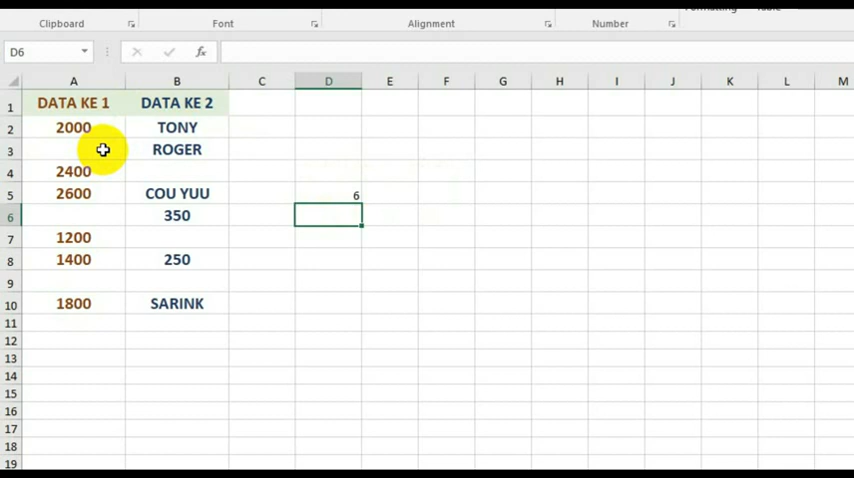 Clipboard Font Alignment Number
D6 fx
A B C D E F G H I J K L M
1 DATA KE 1 DATA KE 2
2 2000 TONY
3 ROGER
4 2400
5 2600 COU YUU 6
6 350
7 1200
8 1400 250
9
10 1800 SARINK
11
12
13
14
15
16
17
18
19